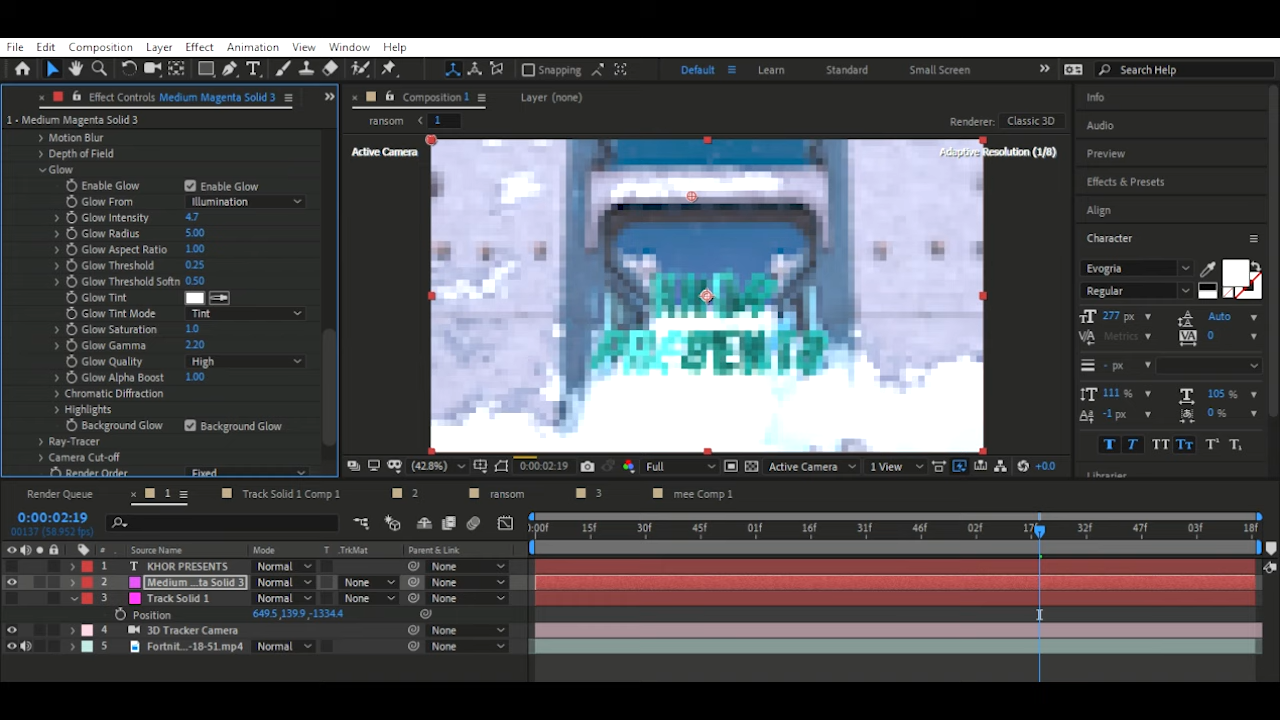 File Edit Composition Layer Effect Animation View Window Help
Snapping Default Learn Standard Small Screen Search Help
Effect Controls Medium Magenta Solid 3
1 • Medium Magenta Solid 3
Motion Blur
Depth of Field
Glow
Enable Glow Enable Glow
Glow From Illumination
Glow Intensity 4.7
Glow Radius 5.00
Glow Aspect Ratio 1.00
Glow Threshold 0.25
Glow Threshold Softn 0.50
Glow Tint
Glow Tint Mode Tint
Glow Saturation 1.0
Glow Gamma 2.20
Glow Quality High
Glow Alpha Boost 1.00
Chromatic Diffraction
Highlights
Background Glow Background Glow
Ray-Tracer
Camera Cut-off
Render Order Fixed
Composition 1 Layer (none)
ransom 1 Renderer: Classic 3D
Active Camera Adaptive Resolution (1/8)
PRESENTS
(42.8%) 0:00:02:19 Full Active Camera 1 View +0.0
Info
Audio
Preview
Effects & Presets
Align
Character
Evogria
Regular
277 px Auto
Metrics 0
- px
111 % 105 %
-1 px 0 %
T T TT Tt T¹ T₁
Libraries
Render Queue 1 Track Solid 1 Comp 1 2 ransom 3 mee Comp 1
0:00:02:19
00137 (58.952 fps)
:00f 15f 30f 45f 01f 16f 31f 46f 02f 17f 32f 47f 03f 18f
# Source Name Mode T .TrkMat Parent & Link
1 T KHOR PRESENTS Normal None
2 Medium ...ta Solid 3 Normal None None
3 Track Solid 1 Normal None None
Position 649.5,139.9,-1334.4
4 3D Tracker Camera None
5 Fortnit...-18-51.mp4 Normal None